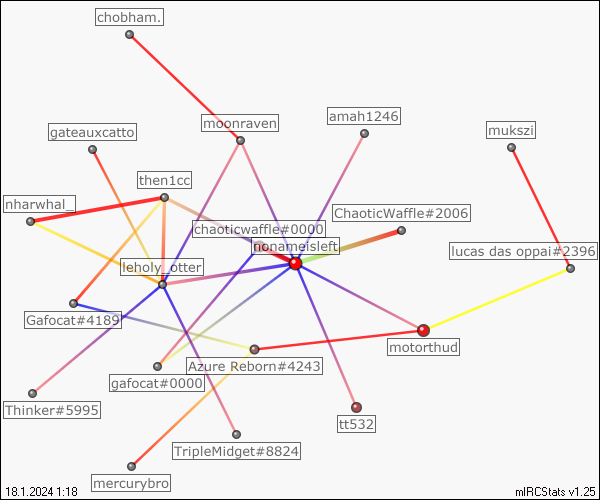 chobham.
amah1246
moonraven
mukszi
gateauxcatto
then1cc
nharwhal_
ChaoticWaffle#2006
chaoticwaffle#0000
nonameisleft
lucas das oppai#2396
leholy_otter
Gafocat#4189
motorthud
Azure Reborn#4243
gafocat#0000
Thinker#5995
tt532
TripleMidget#8824
mercurybro
18.1.2024 1:18
mIRCStats v1.25